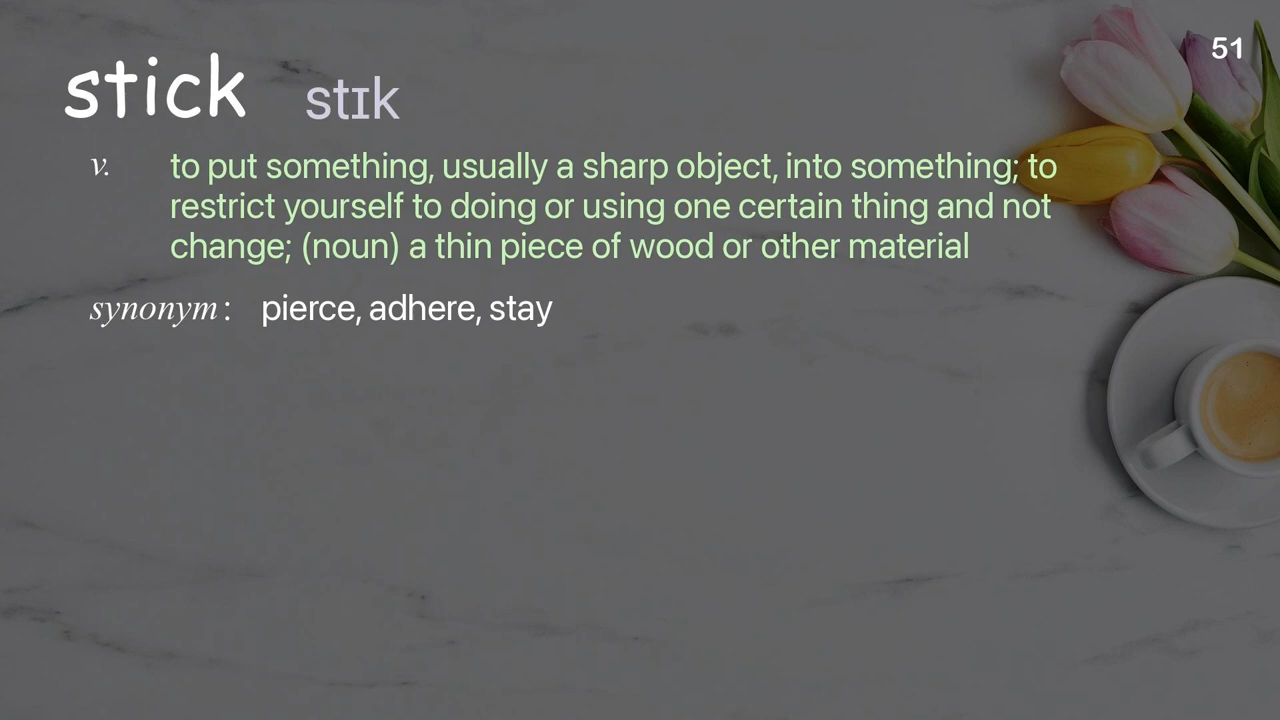 51
stick stɪk
v. to put something, usually a sharp object, into something; to
restrict yourself to doing or using one certain thing and not
change; (noun) a thin piece of wood or other material
synonym : pierce, adhere, stay